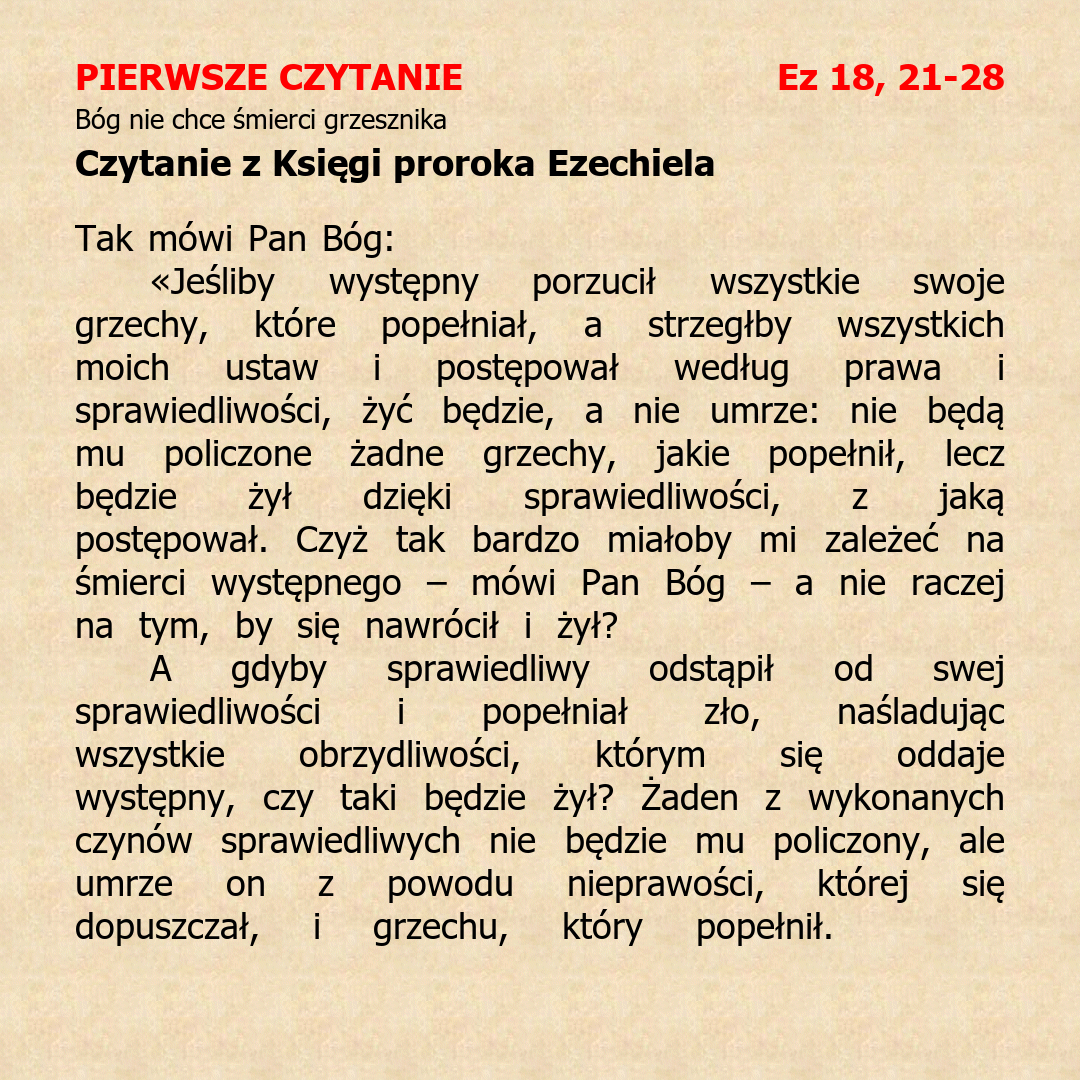 PIERWSZE CZYTANIE Ez 18, 21-28
Bóg nie chce śmierci grzesznika
Czytanie z Księgi proroka Ezechiela
Tak mówi Pan Bóg:
«Jeśliby występny porzucił wszystkie swoje
grzechy, które popełniał, a strzegłby wszystkich
moich ustaw i postępował według prawa i
sprawiedliwości, żyć będzie, a nie umrze: nie będą
mu policzone żadne grzechy, jakie popełnił, lecz
będzie żył dzięki sprawiedliwości, z jaką
postępował. Czyż tak bardzo miałoby mi zależeć na
śmierci występnego – mówi Pan Bóg – a nie raczej
na tym, by się nawrócił i żył?
A gdyby sprawiedliwy odstąpił od swej
sprawiedliwości i popełniał zło, naśladując
wszystkie obrzydliwości, którym się oddaje
występny, czy taki będzie żył? Żaden z wykonanych
czynów sprawiedliwych nie będzie mu policzony, ale
umrze on z powodu nieprawości, której się
dopuszczał, i grzechu, który popełnił.